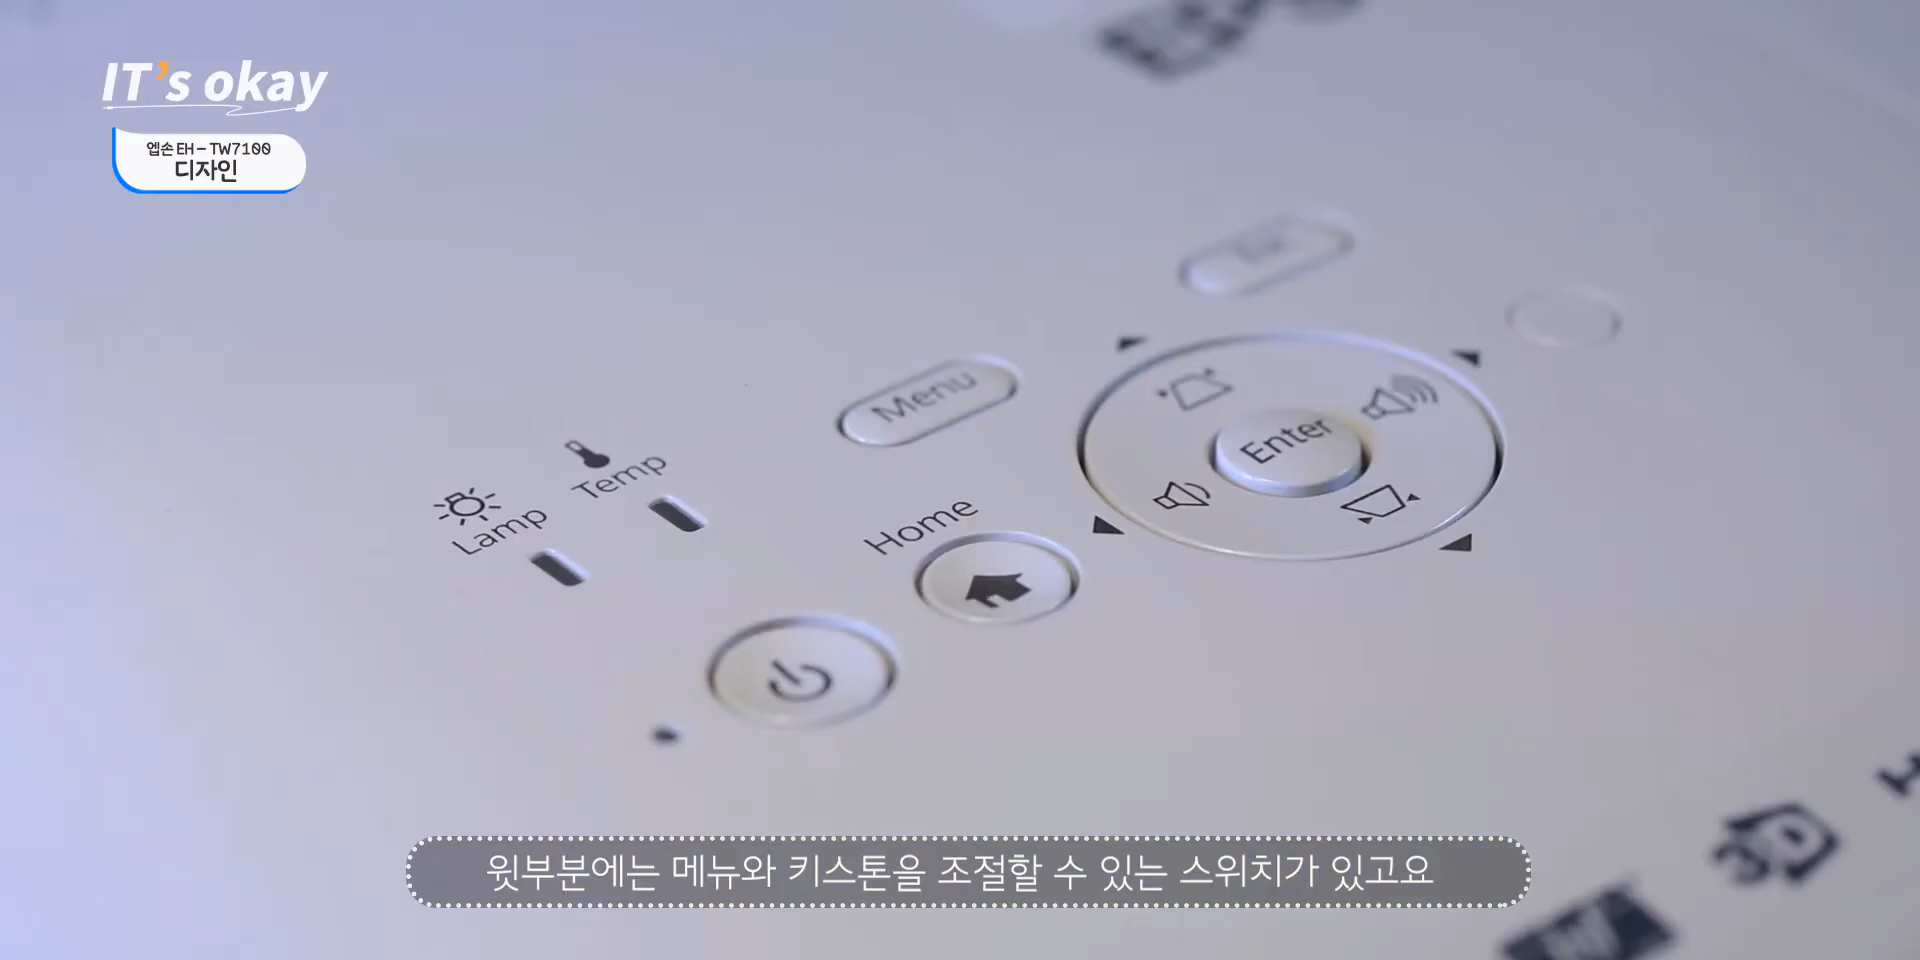 IT's okay
엡손 EH-TW7100
디자인
Menu
Enter
Temp
Lamp
Home
윗부분에는 메뉴와 키스톤을 조절할 수 있는 스위치가 있고요